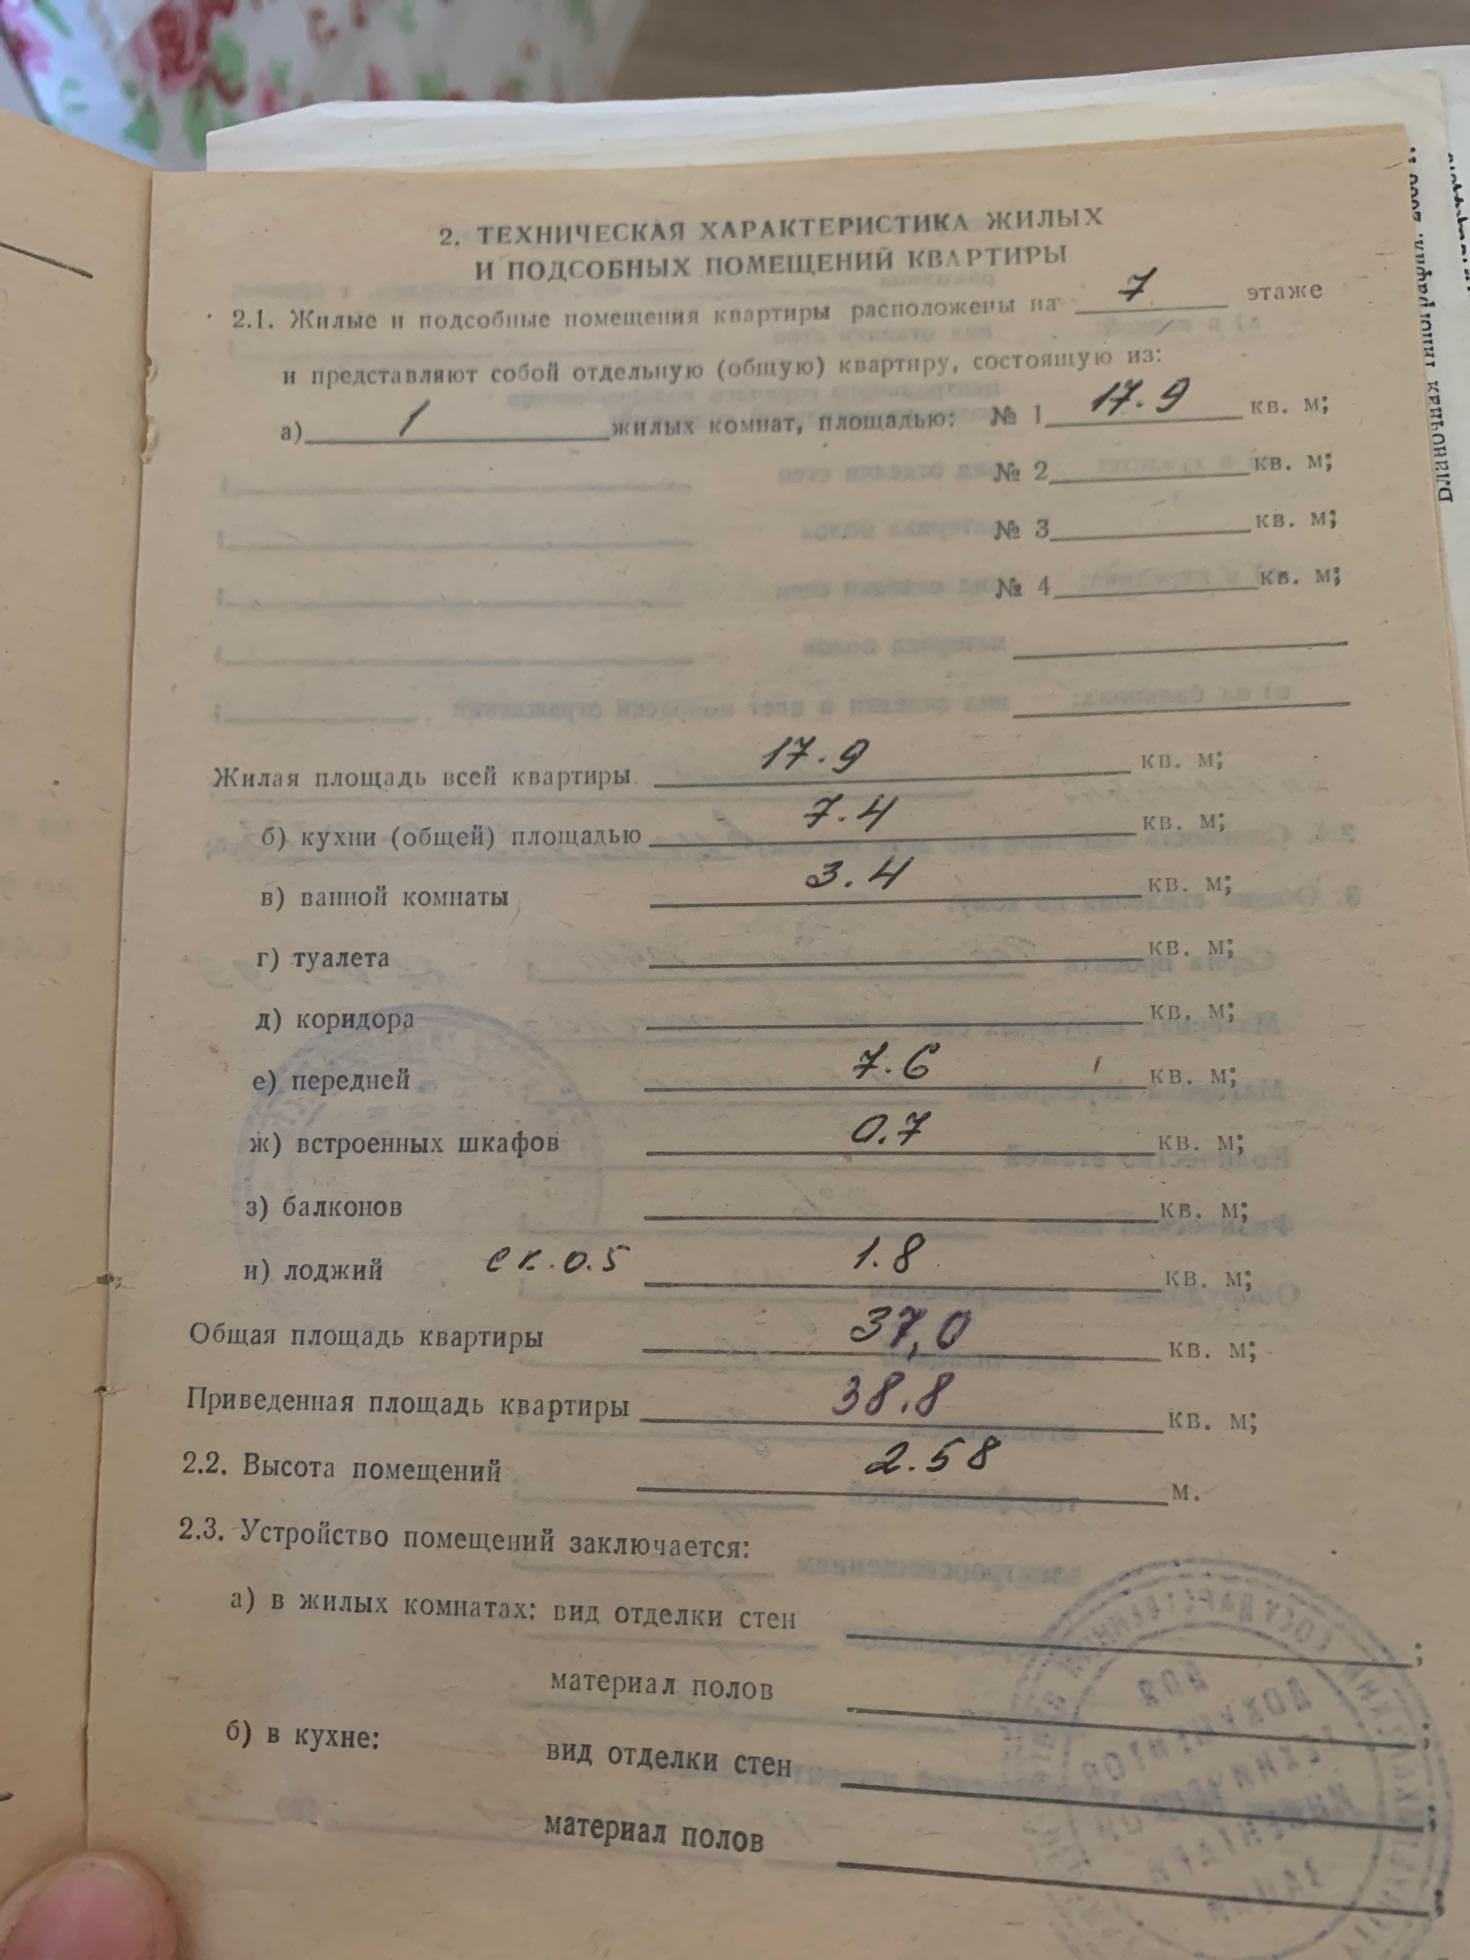 2. ТЕХНИЧЕСКАЯ ХАРАКТЕРИСТИКА ЖИЛЫХ
И ПОДСОБНЫХ ПОМЕЩЕНИЙ КВАРТИРЫ
2.1. Жилые и подсобные помещения квартиры расположены на 7 этаже
и представляют собой отдельную (общую) квартиру, состоящую из:
а) 1 жилых комнат, площадью: № 1 17.9 кв. м;
№ 2 кв. м;
№ 3 кв. м;
№ 4 кв. м;
Жилая площадь всей квартиры 17.9 кв. м;
б) кухни (общей) площадью 7.4 кв. м;
в) ванной комнаты 3.4 кв. м;
г) туалета кв. м;
д) коридора кв. м;
е) передней 7.6 кв. м;
ж) встроенных шкафов 0.7 кв. м;
з) балконов кв. м;
и) лоджий ск. 0.5 1.8 кв. м;
Общая площадь квартиры 37,0 кв. м;
Приведенная площадь квартиры 38.8 кв. м;
2.2. Высота помещений 2.58 м.
2.3. Устройство помещений заключается:
а) в жилых комнатах: вид отделки стен ;
материал полов ;
б) в кухне: вид отделки стен ;
материал полов ;
Бланочная типография.